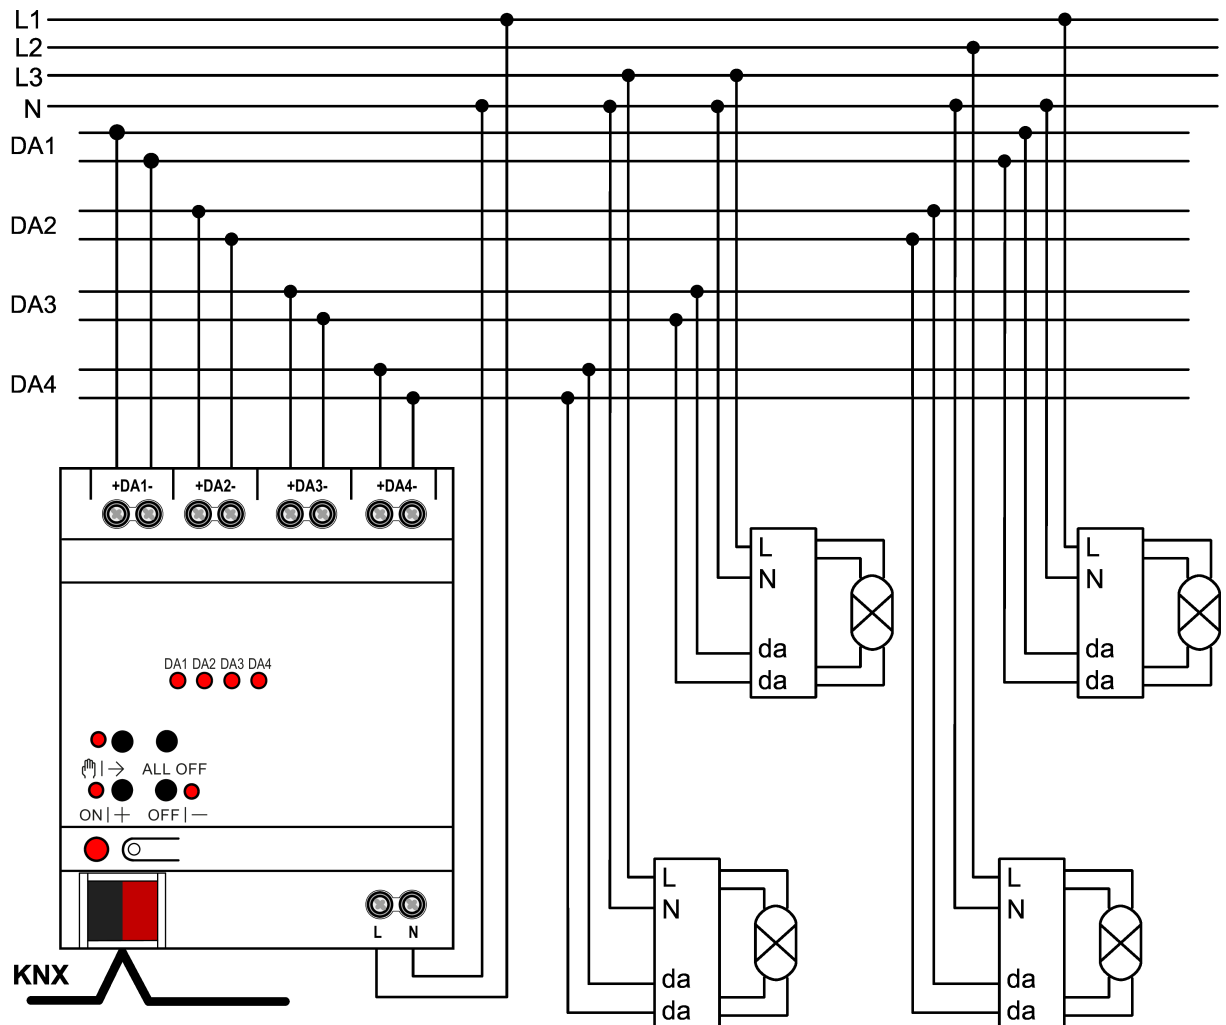 L1
L2
L3
N
DA1
DA2
DA3
DA4
+DA1- +DA2- +DA3- +DA4-
L
N
da
da
L
N
da
da
DA1 DA2 DA3 DA4
ALL OFF
ON | + OFF | —
L
N
da
da
L
N
da
da
L N
KNX